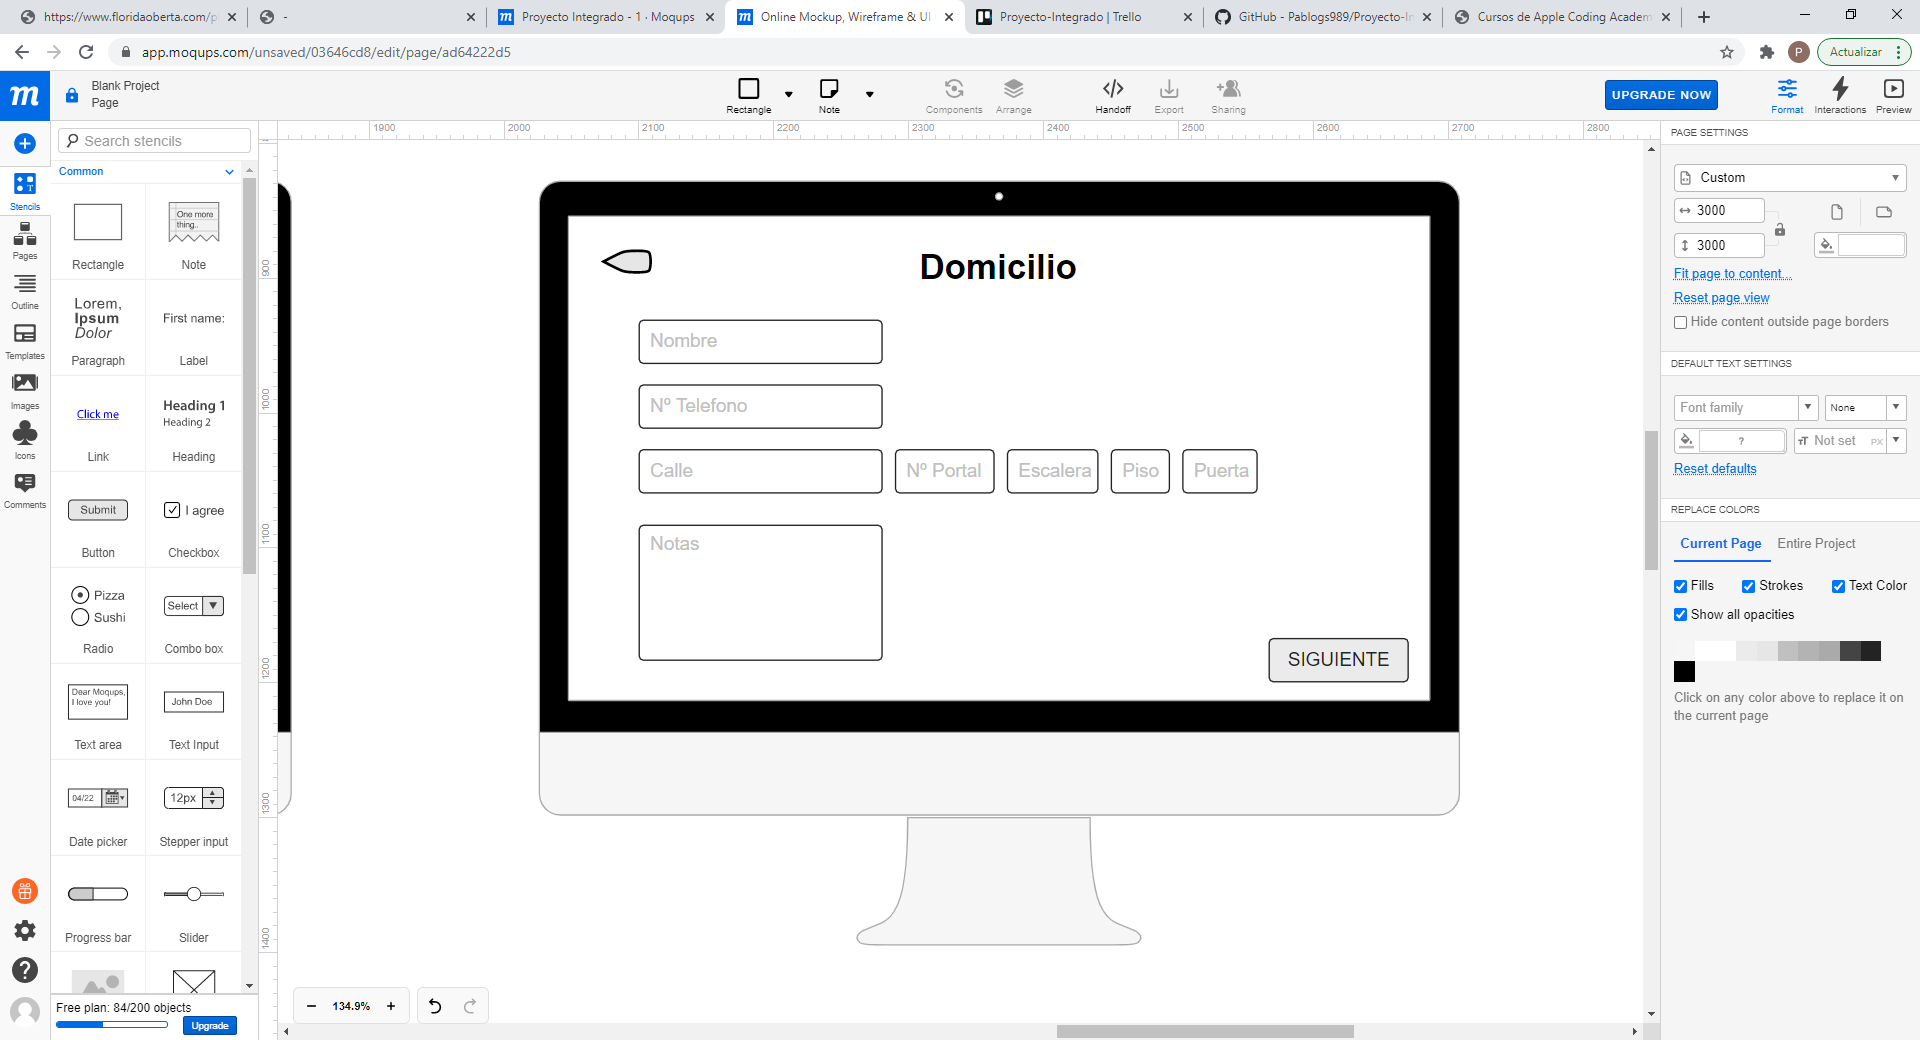 https://www.floridaoberta.com/pl
-
Proyecto Integrado - 1 · Moqups
Online Mockup, Wireframe & UI
Proyecto-Integrado | Trello
GitHub - Pablogs989/Proyecto-In
Cursos de Apple Coding Academ
app.moqups.com/unsaved/03646cd8/edit/page/ad64222d5
P
Actualizar
m
Blank Project
Page
Rectangle
Note
Components
Arrange
Handoff
Export
Sharing
UPGRADE NOW
Format
Interactions
Preview
Search stencils
1900
2000
2100
2200
2300
2400
2500
2600
2700
2800
PAGE SETTINGS
Common
Stencils
Pages
Outline
Templates
Images
Icons
Comments
One more
thing..
Rectangle
Note
Lorem,
Ipsum
Dolor
First name:
Paragraph
Label
Click me
Heading 1
Heading 2
Link
Heading
Submit
I agree
Button
Checkbox
Pizza
Sushi
Select
Radio
Combo box
Dear Moqups,
I love you!
John Doe
Text area
Text Input
04/22
12px
Date picker
Stepper input
Progress bar
Slider
Free plan: 84/200 objects
Upgrade
900
1000
1100
1200
1300
1400
Domicilio
Nombre
Nº Telefono
Calle
Nº Portal
Escalera
Piso
Puerta
Notas
SIGUIENTE
134.9%
Custom
3000
3000
Fit page to content...
Reset page view
Hide content outside page borders
DEFAULT TEXT SETTINGS
Font family
None
?
Not set
PX
Reset defaults
REPLACE COLORS
Current Page
Entire Project
Fills
Strokes
Text Color
Show all opacities
Click on any color above to replace it on
the current page